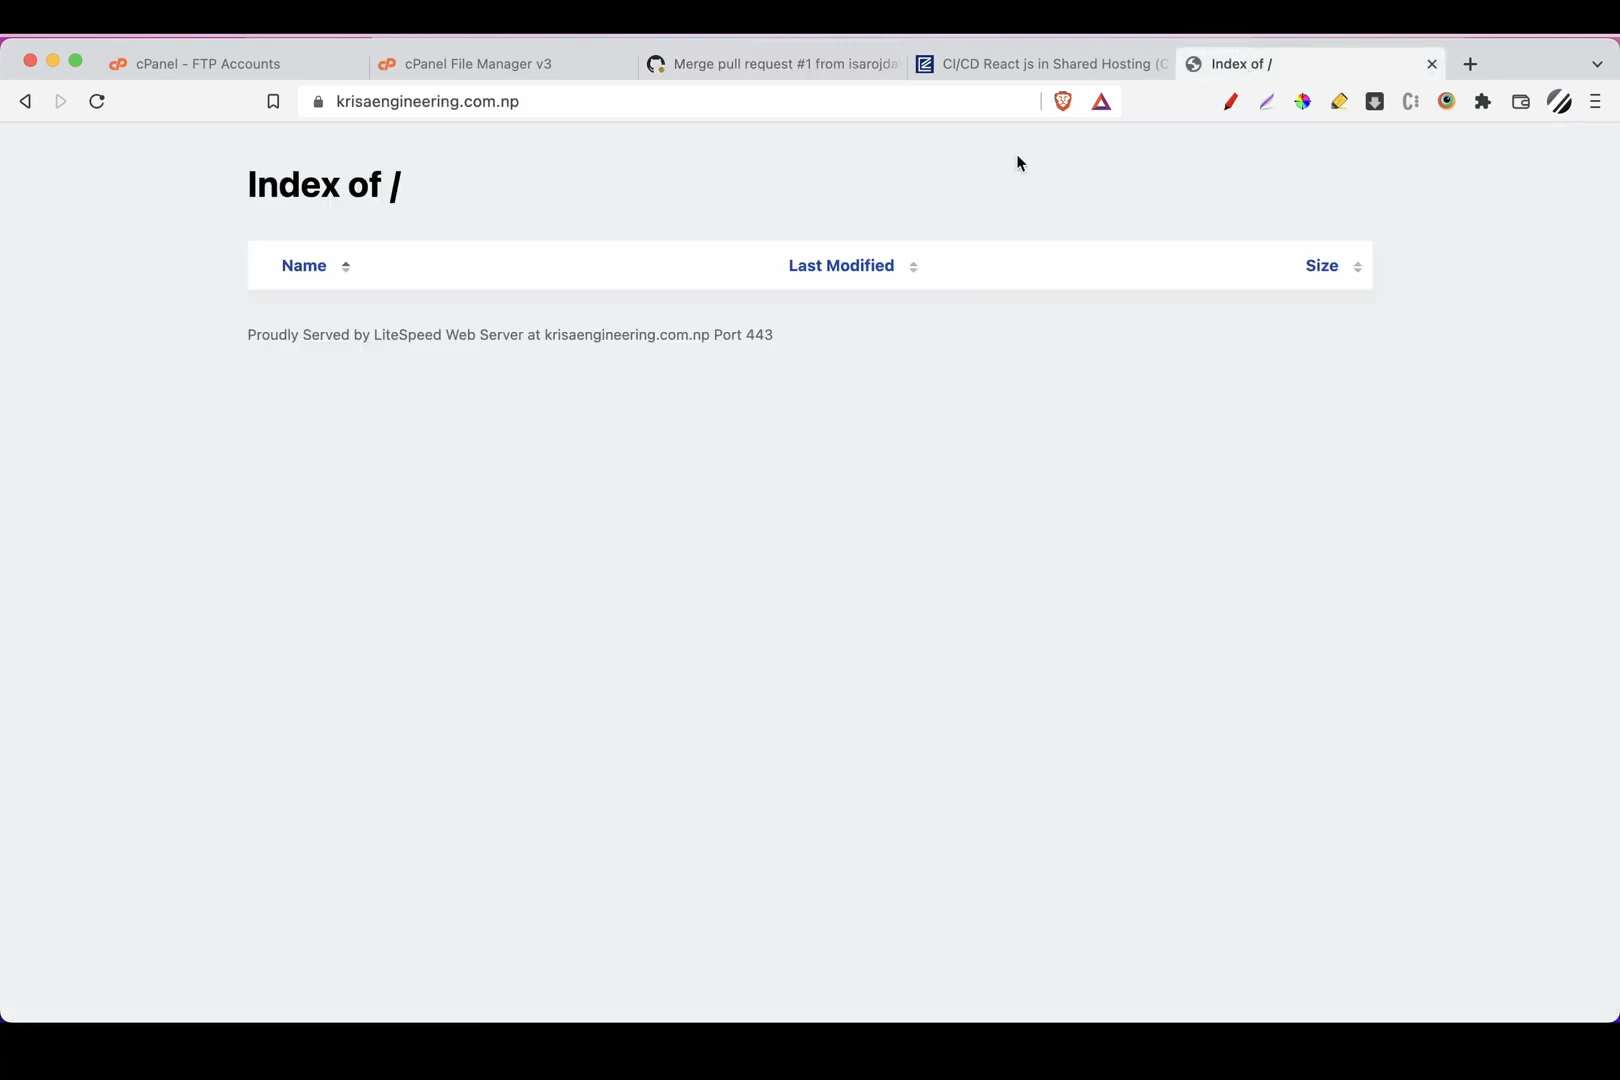 cPanel - FTP Accounts
cPanel File Manager v3
Merge pull request #1 from isarojda
CI/CD React js in Shared Hosting (C
Index of /
krisaengineering.com.np
Index of /
Name
Last Modified
Size
Proudly Served by LiteSpeed Web Server at krisaengineering.com.np Port 443